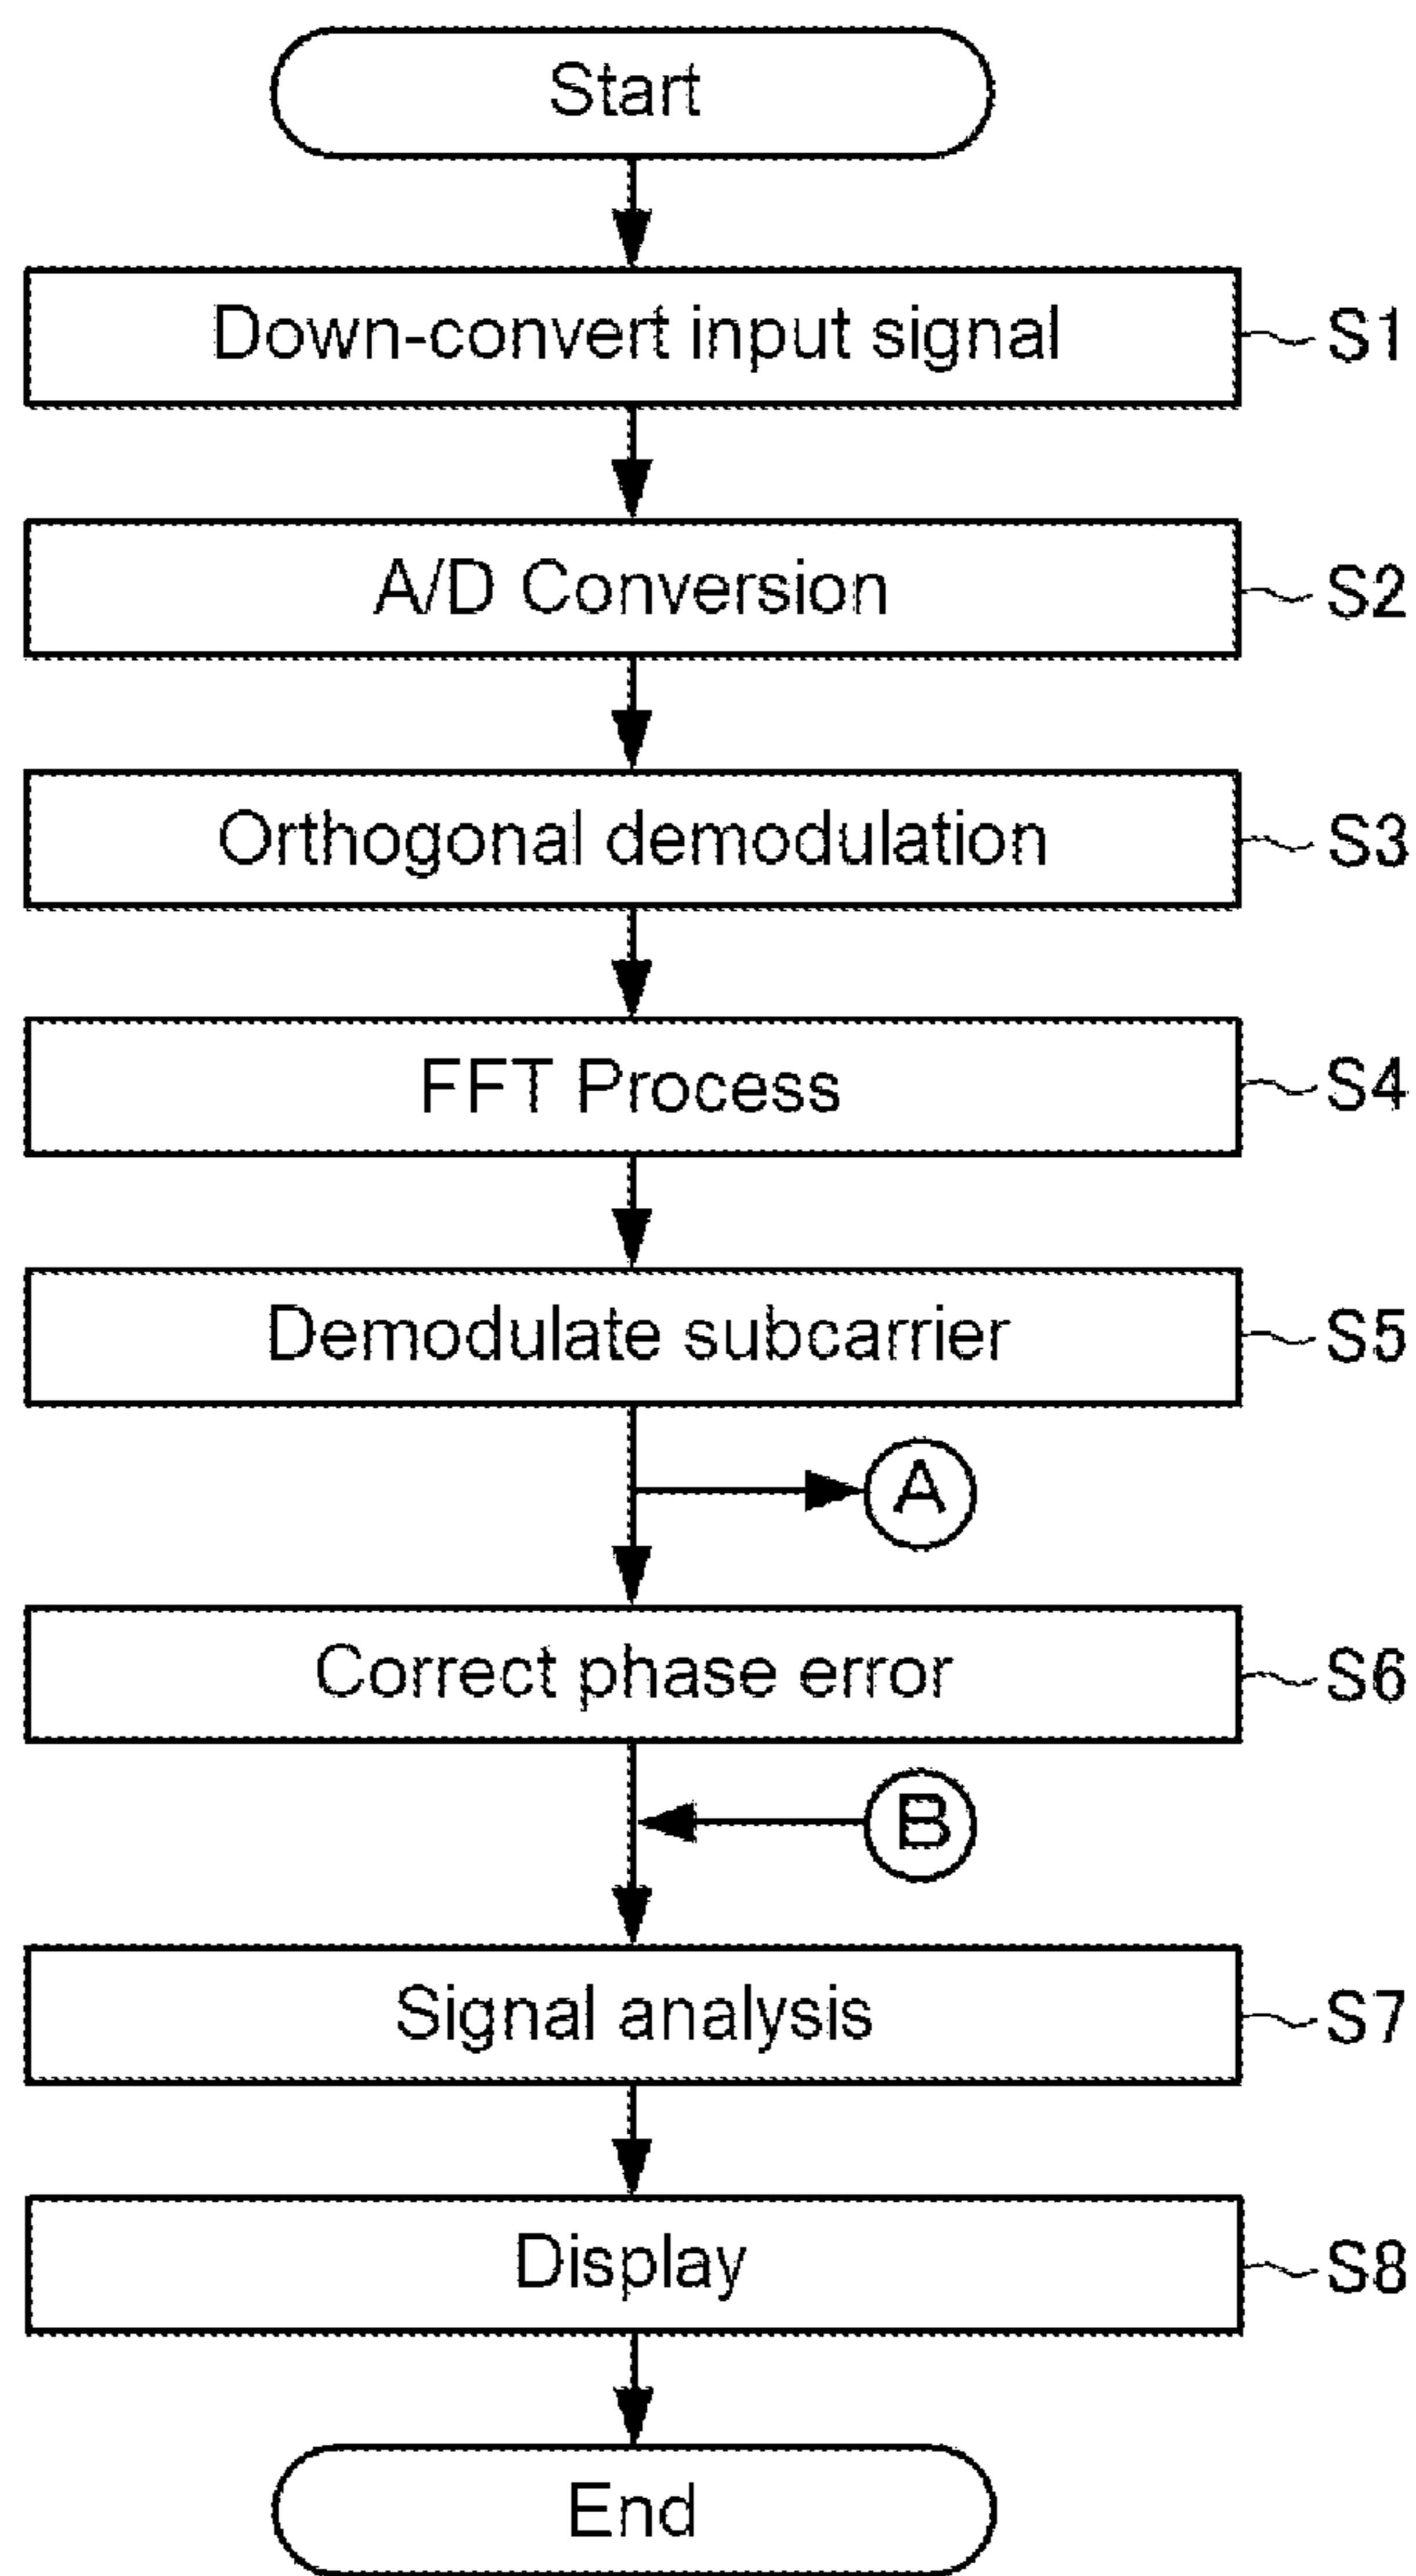 Start
Down-convert input signal
S1
A/D Conversion
S2
Orthogonal demodulation
S3
FFT Process
S4
Demodulate subcarrier
S5
A
Correct phase error
S6
B
Signal analysis
S7
Display
S8
End